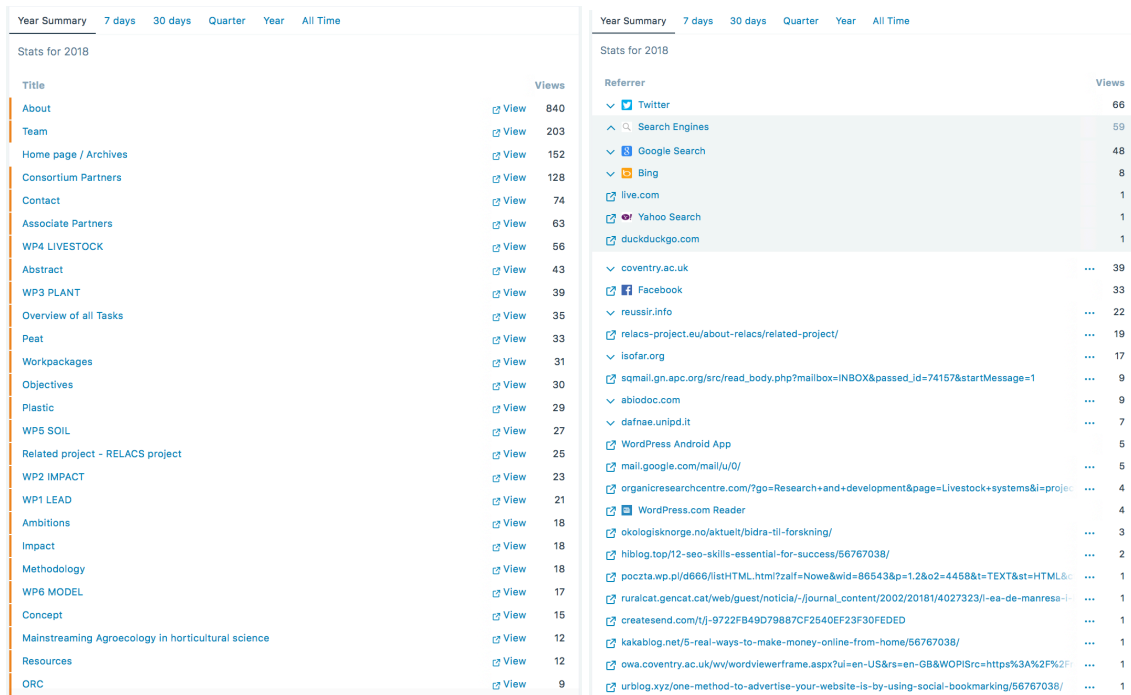 Year Summary 7 days 30 days Quarter Year All Time
Stats for 2018
Title Views
About View 840
Team View 203
Home page / Archives View 152
Consortium Partners View 128
Contact View 74
Associate Partners View 63
WP4 LIVESTOCK View 56
Abstract View 43
WP3 PLANT View 39
Overview of all Tasks View 35
Peat View 33
Workpackages View 31
Objectives View 30
Plastic View 29
WP5 SOIL View 27
Related project - RELACS project View 25
WP2 IMPACT View 23
WP1 LEAD View 21
Ambitions View 18
Impact View 18
Methodology View 18
WP6 MODEL View 17
Concept View 15
Mainstreaming Agroecology in horticultural science View 12
Resources View 12
ORC View 9
Year Summary 7 days 30 days Quarter Year All Time
Stats for 2018
Referrer Views
Twitter 66
Search Engines 59
Google Search 48
Bing 8
live.com 1
Yahoo Search 1
duckduckgo.com 1
coventry.ac.uk ... 39
Facebook 33
reussir.info ... 22
relacs-project.eu/about-relacs/related-project/ ... 19
isofar.org ... 17
sqmail.gn.apc.org/src/read_body.php?mailbox=INBOX&passed_id=74157&startMessage=1 ... 9
abiodoc.com ... 9
dafnae.unipd.it ... 7
WordPress Android App 5
mail.google.com/mail/u/0/ ... 5
organicresearchcentre.com/?go=Research+and+development&page=Livestock+systems&i=projec ... 4
WordPress.com Reader 4
okologisknorge.no/aktuelt/bidra-til-forskning/ ... 3
hiblog.top/12-seo-skills-essential-for-success/56767038/ ... 2
poczta.wp.pl/d666/listHTML.html?zalf=Nowe&wid=86543&p=1.2&o2=4458&t=TEXT&st=HTML&c ... 1
ruralcat.gencat.cat/web/guest/noticia/-/journal_content/2002/20181/4027323/l-ea-de-manresa-i- ... 1
createsend.com/t/j-9722FB49D79887CF2540EF23F30FEDED ... 1
kakablog.net/5-real-ways-to-make-money-online-from-home/56767038/ ... 1
owa.coventry.ac.uk/wv/wordviewerframe.aspx?ui=en-US&rs=en-GB&WOPISrc=https%3A%2F%2F ... 1
urblog.xyz/one-method-to-advertise-your-website-is-by-using-social-bookmarking/56767038/ ... 1